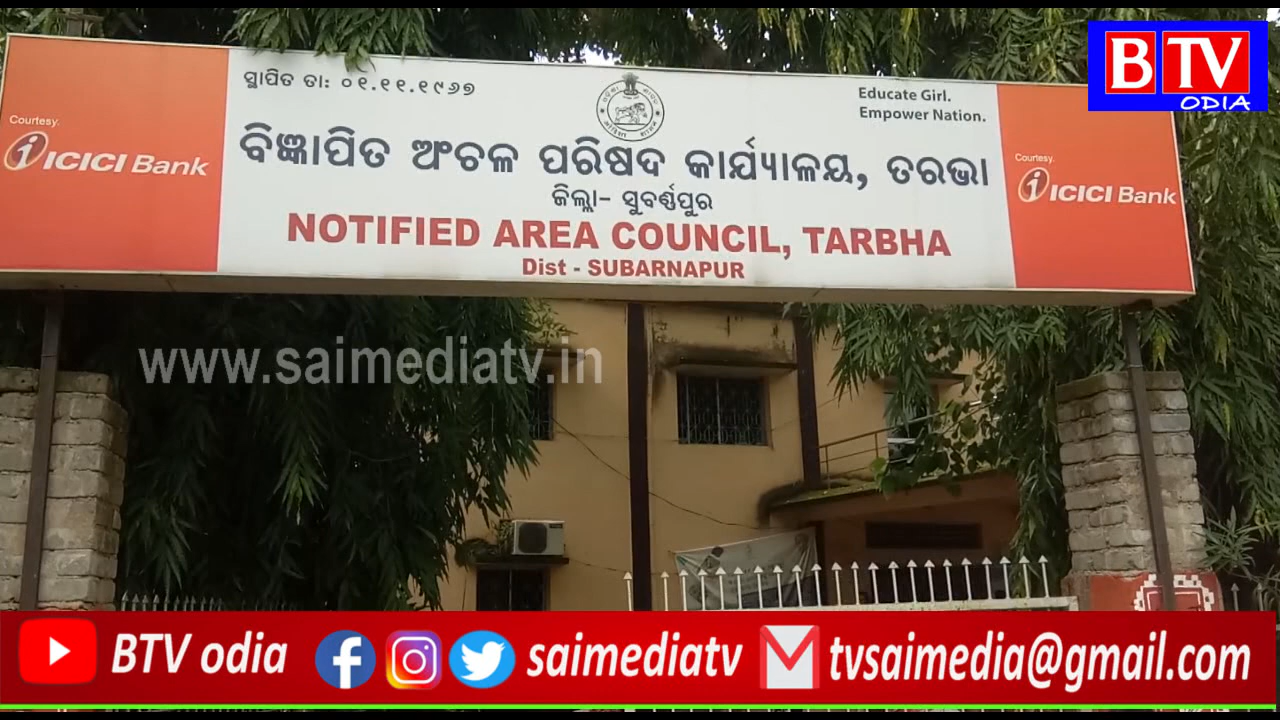 BTV
ODIA
ସ୍ଥାପିତ ତା: ୦୧.୧୧.୧୯୬୭
Educate Girl.
Empower Nation.
Courtesy.
ICICI Bank
ବିଜ୍ଞାପିତ ଅଂଚଳ ପରିଷଦ କାର୍ଯ୍ୟାଳୟ, ତରଭା
Courtesy.
ICICI Bank
ଜିଲ୍ଲା- ସୁବର୍ଣ୍ଣପୁର
NOTIFIED AREA COUNCIL, TARBHA
Dist - SUBARNAPUR
www.saimediatv.in
BTV odia saimediatv tvsaimedia@gmail.com